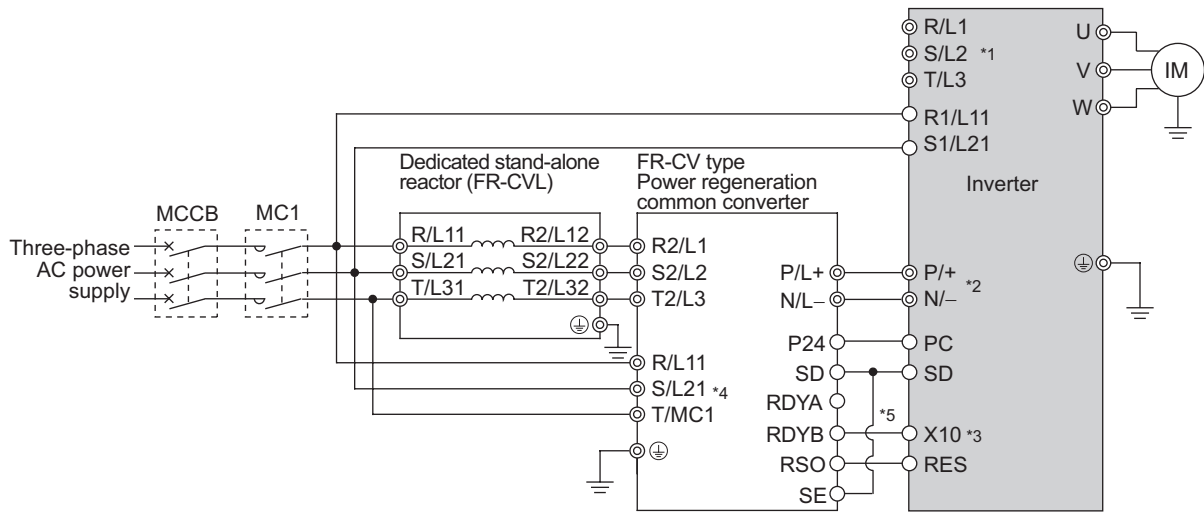 R/L1
S/L2 *1
T/L3
R1/L11
S1/L21
U
V
W
IM
Inverter
Dedicated stand-alone
reactor (FR-CVL)
FR-CV type
Power regeneration
common converter
MCCB
MC1
Three-phase
AC power
supply
R/L11 R2/L12
S/L21 S2/L22
T/L31 T2/L32
R2/L1
S2/L2
T2/L3
R/L11
S/L21 *4
T/MC1
P/L+
N/L−
P24
SD
RDYA
RDYB
RSO
SE
*5
P/+
*2
N/−
PC
SD
X10 *3
RES